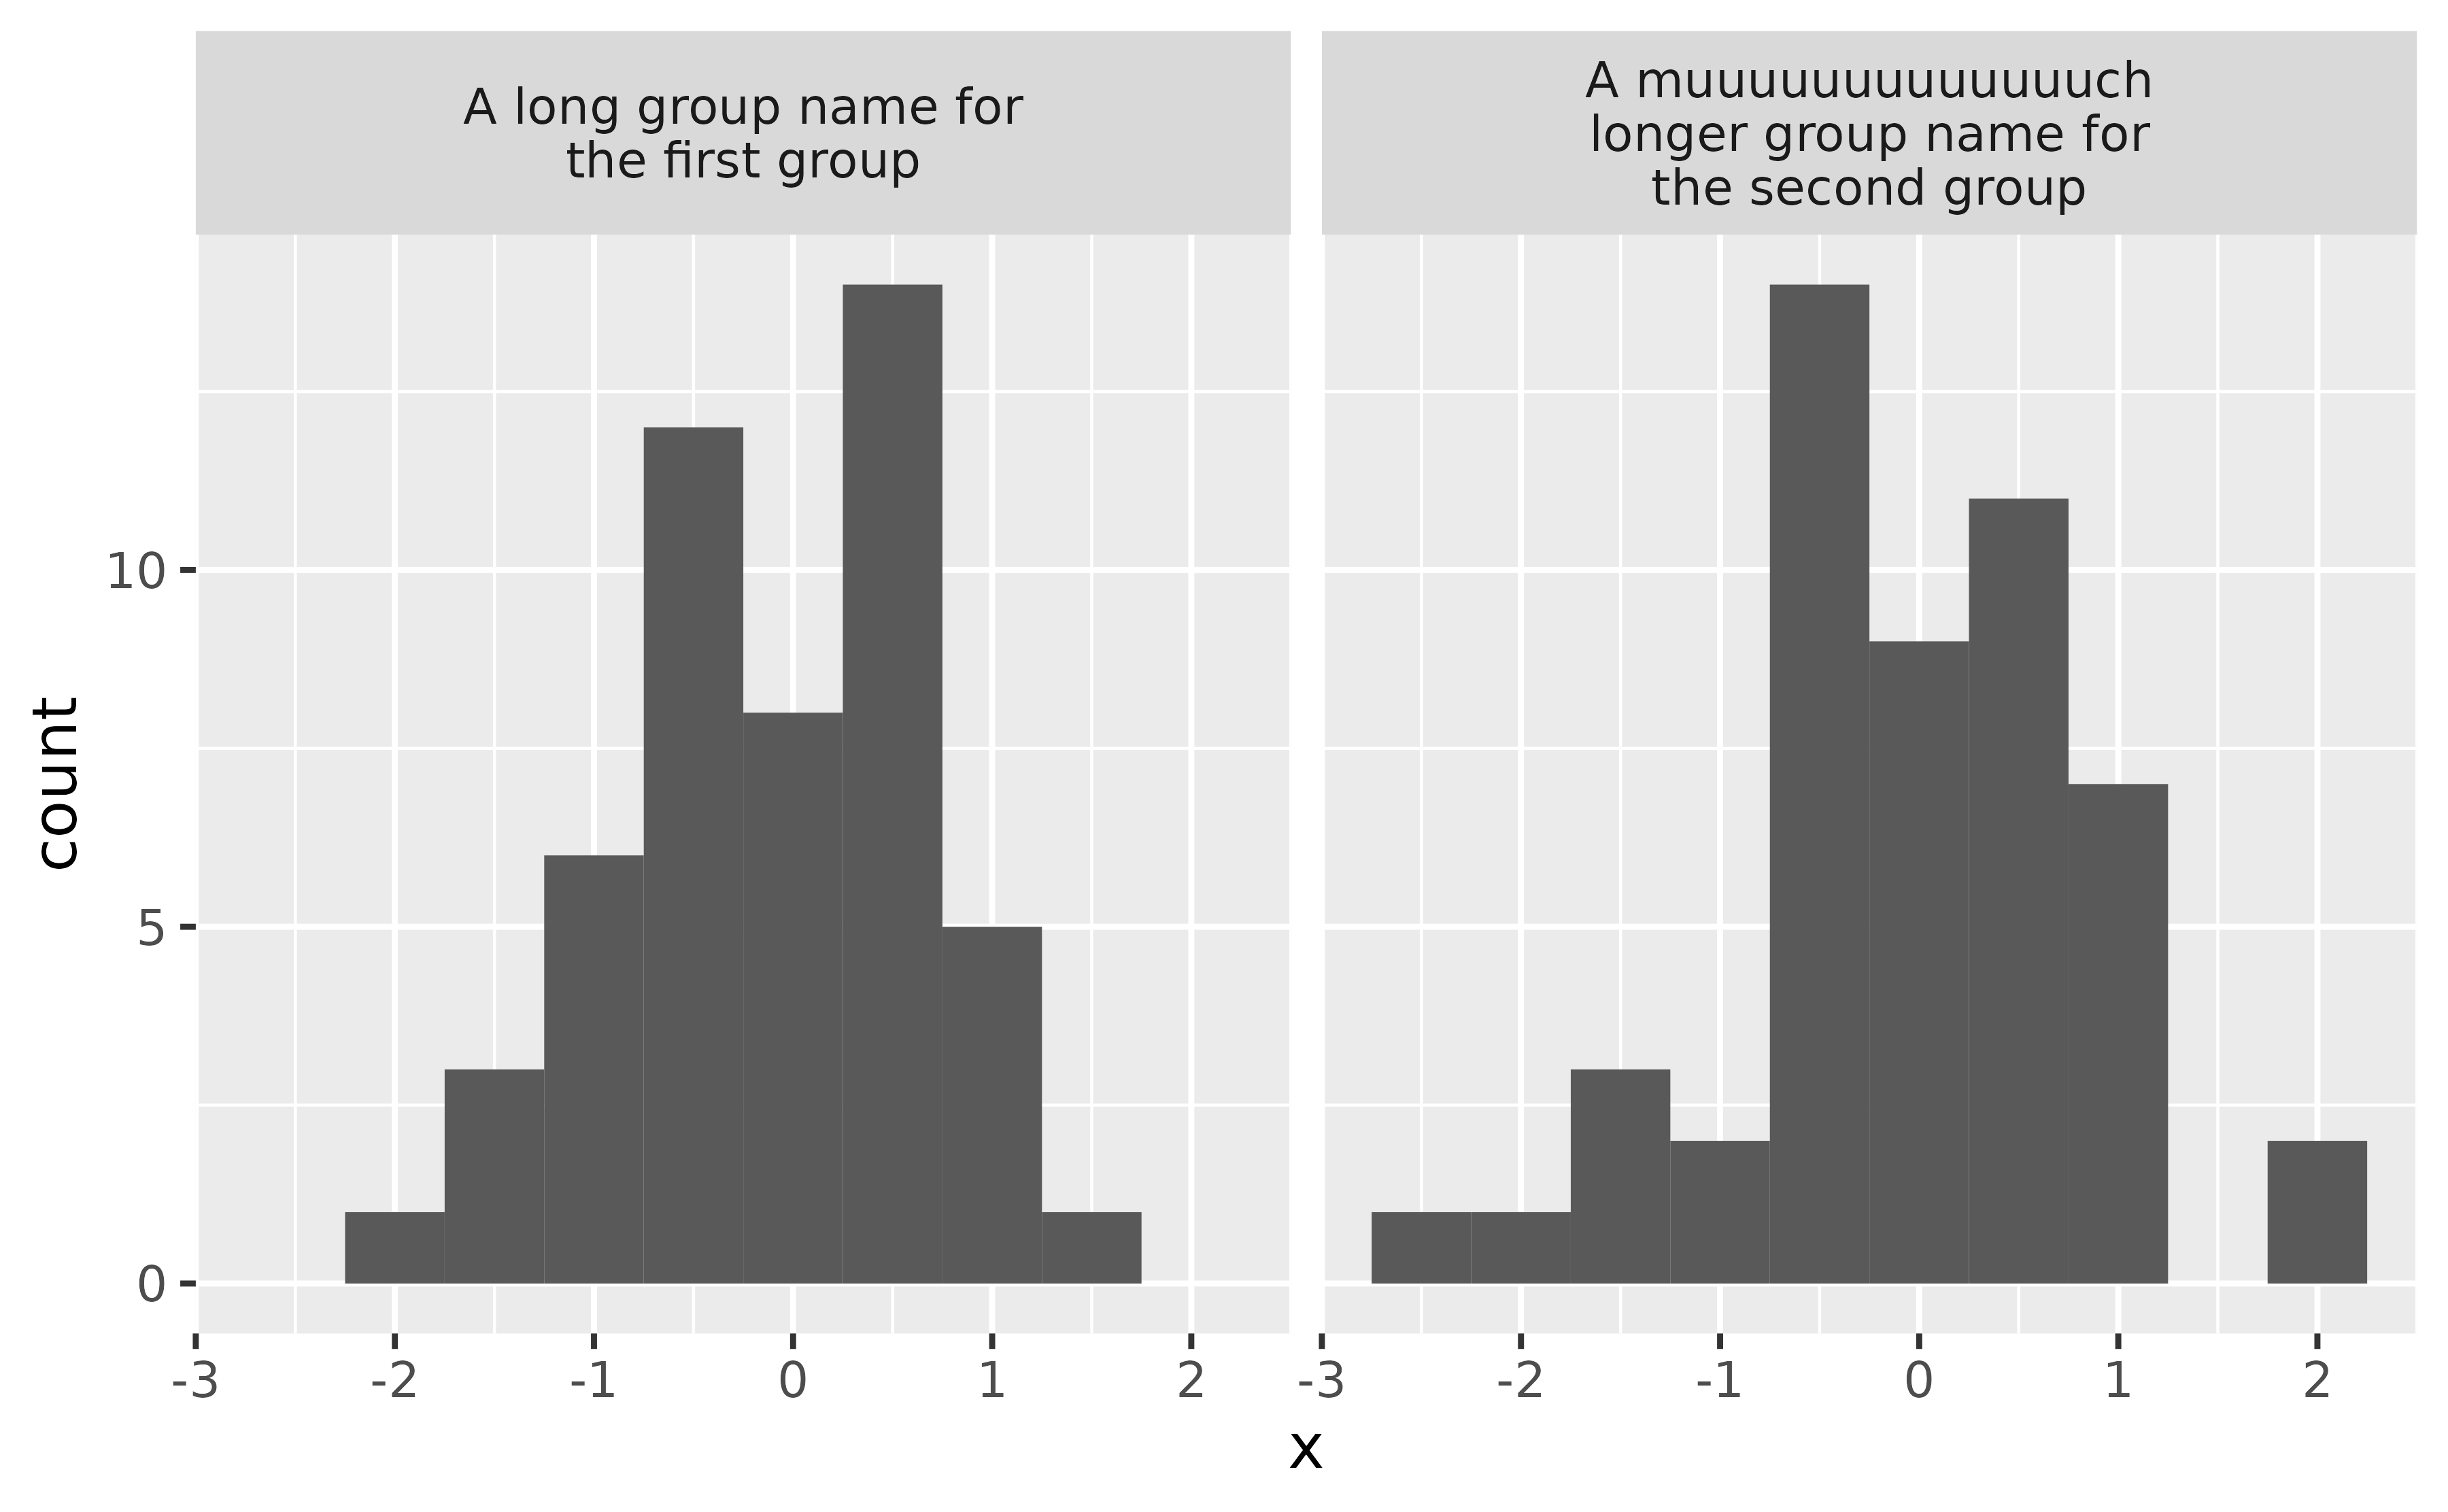 A long group name for
the first group
A muuuuuuuuuuuuuuch
longer group name for
the second group
10
5
0
count
-3 -2 -1 0 1 2
-3 -2 -1 0 1 2
x